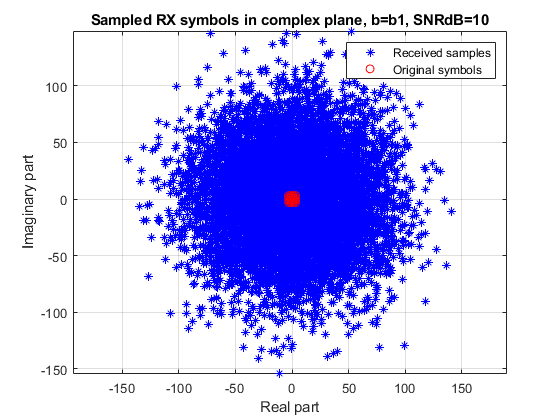 Sampled RX symbols in complex plane, b=b1, SNRdB=10
Received samples
Original symbols
100
50
0
-50
-100
-150
Imaginary part
-150
-100
-50
0
50
100
150
Real part